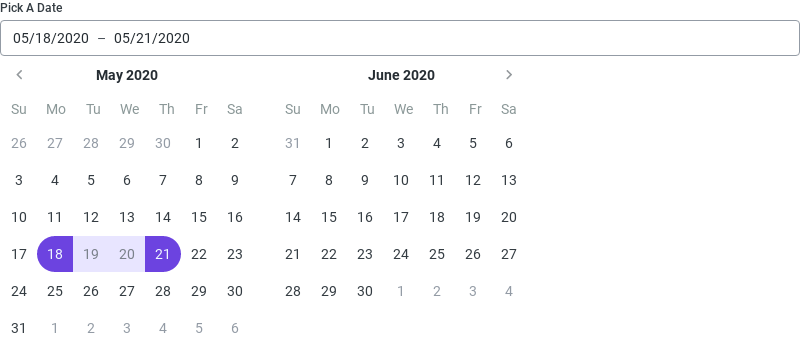 Pick A Date
05/18/2020 – 05/21/2020
May 2020 June 2020
Su Mo Tu We Th Fr Sa Su Mo Tu We Th Fr Sa
26 27 28 29 30 1 2 31 1 2 3 4 5 6
3 4 5 6 7 8 9 7 8 9 10 11 12 13
10 11 12 13 14 15 16 14 15 16 17 18 19 20
17 18 19 20 21 22 23 21 22 23 24 25 26 27
24 25 26 27 28 29 30 28 29 30 1 2 3 4
31 1 2 3 4 5 6